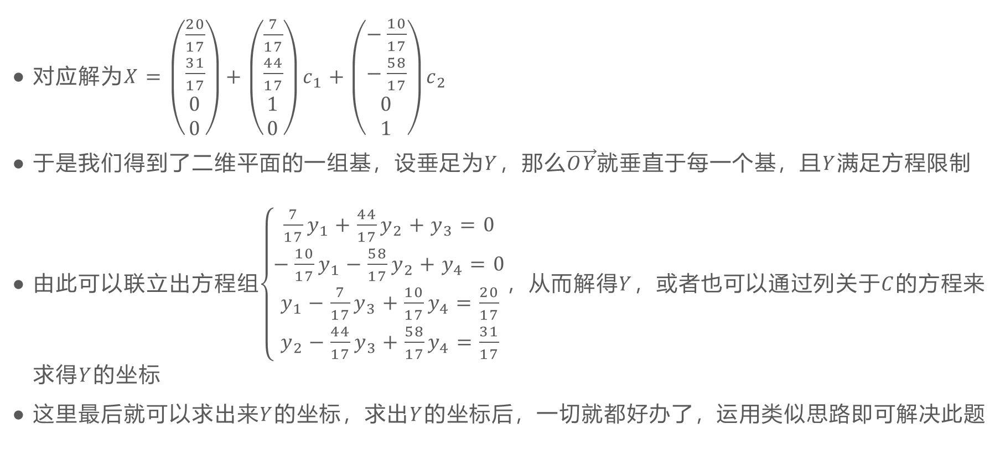 • 对应解为$X = \begin{pmatrix} \frac{20}{17} \\ \frac{31}{17} \\ 0 \\ 0 \end{pmatrix} + \begin{pmatrix} \frac{7}{17} \\ \frac{44}{17} \\ 1 \\ 0 \end{pmatrix} c_1 + \begin{pmatrix} -\frac{10}{17} \\ -\frac{58}{17} \\ 0 \\ 1 \end{pmatrix} c_2$
• 于是我们得到了二维平面的一组基，设垂足为$Y$，那么$\overrightarrow{OY}$就垂直于每一个基，且$Y$满足方程限制
• 由此可以联立出方程组$\begin{cases} \frac{7}{17}y_1 + \frac{44}{17}y_2 + y_3 = 0 \\ -\frac{10}{17}y_1 - \frac{58}{17}y_2 + y_4 = 0 \\ y_1 - \frac{7}{17}y_3 + \frac{10}{17}y_4 = \frac{20}{17} \\ y_2 - \frac{44}{17}y_3 + \frac{58}{17}y_4 = \frac{31}{17} \end{cases}$，从而解得$Y$，或者也可以通过列关于$C$的方程来
求得$Y$的坐标
• 这里最后就可以求出来$Y$的坐标，求出$Y$的坐标后，一切就都好办了，运用类似思路即可解决此题